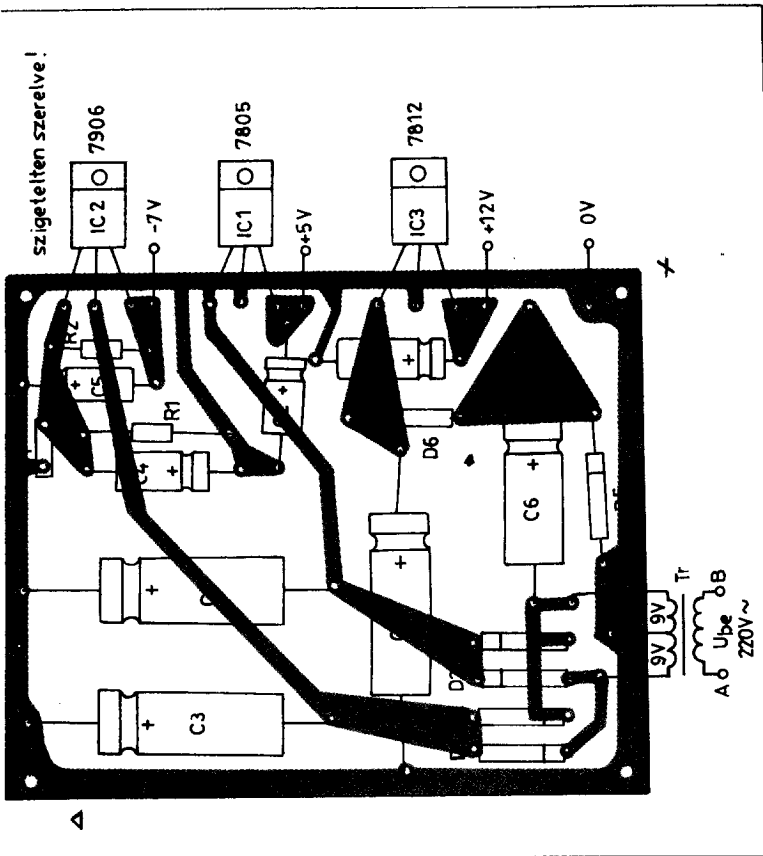 szigetelten szerelve!
7906
IC2
-7V
7805
IC1
+5V
7812
IC3
+12V
0V
R2
C5
R1
C4
D6
C6
C3
Tr
9V 9V
Ube
220V~
A
B